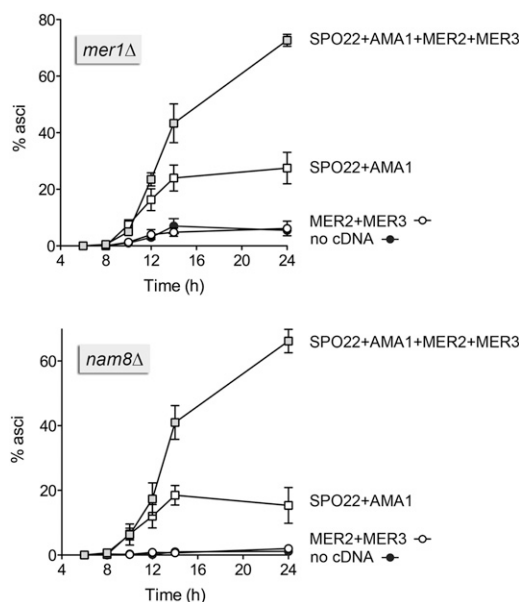 80
60
40
20
0
% asci
mer1Δ
SPO22+AMA1+MER2+MER3
SPO22+AMA1
MER2+MER3
no cDNA
4 8 12 16 20 24
Time (h)
60
40
20
0
% asci
nam8Δ
SPO22+AMA1+MER2+MER3
SPO22+AMA1
MER2+MER3
no cDNA
4 8 12 16 20 24
Time (h)